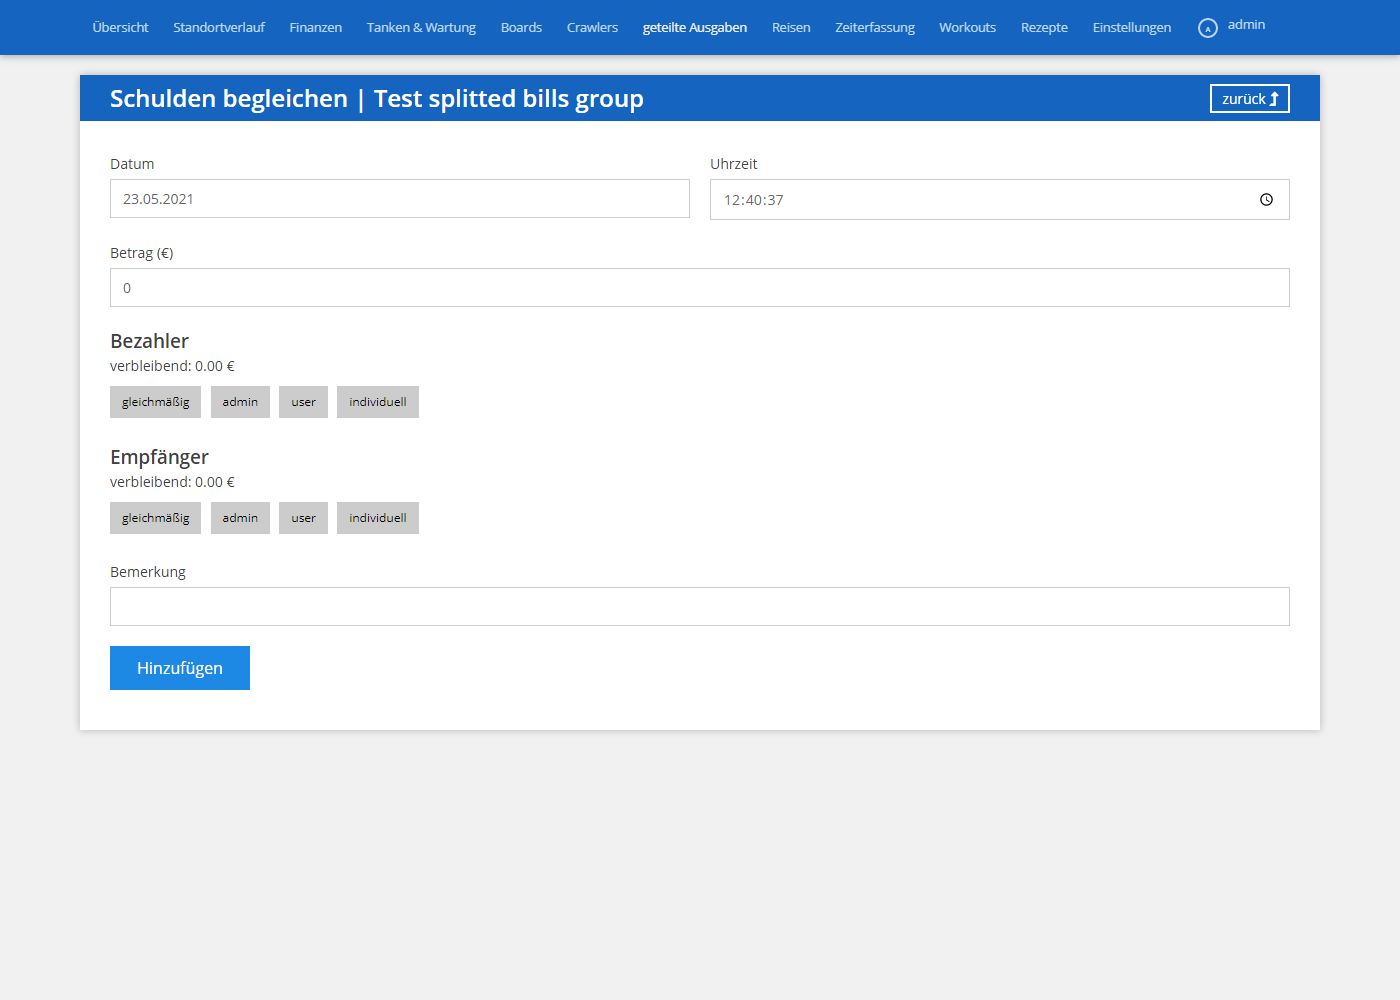 Übersicht Standortverlauf Finanzen Tanken & Wartung Boards Crawlers geteilte Ausgaben Reisen Zeiterfassung Workouts Rezepte Einstellungen A admin
Schulden begleichen | Test splitted bills group zurück
Datum Uhrzeit
23.05.2021 12:40:37
Betrag (€)
0
Bezahler
verbleibend: 0.00 €
gleichmäßig admin user individuell
Empfänger
verbleibend: 0.00 €
gleichmäßig admin user individuell
Bemerkung
Hinzufügen